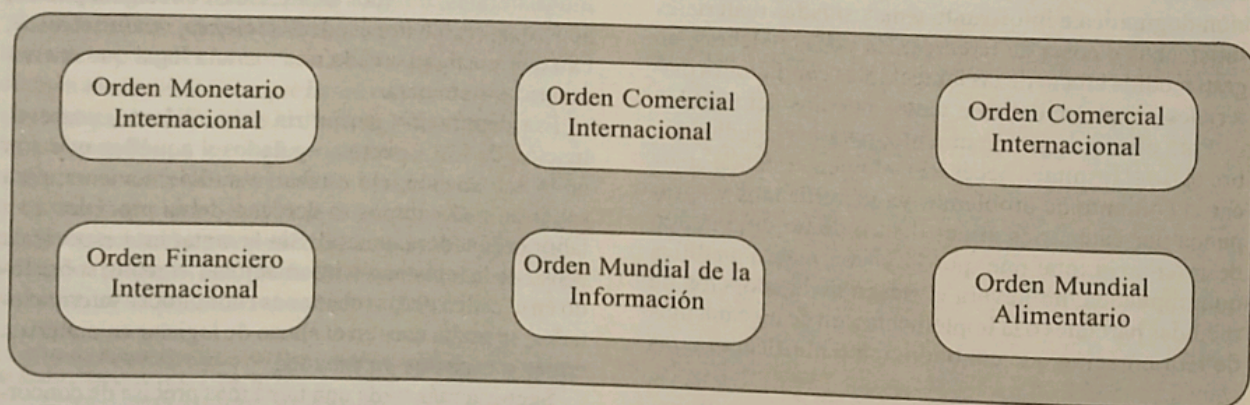 Orden Monetario
Internacional
Orden Comercial
Internacional
Orden Comercial
Internacional
Orden Financiero
Internacional
Orden Mundial de la
Información
Orden Mundial
Alimentario